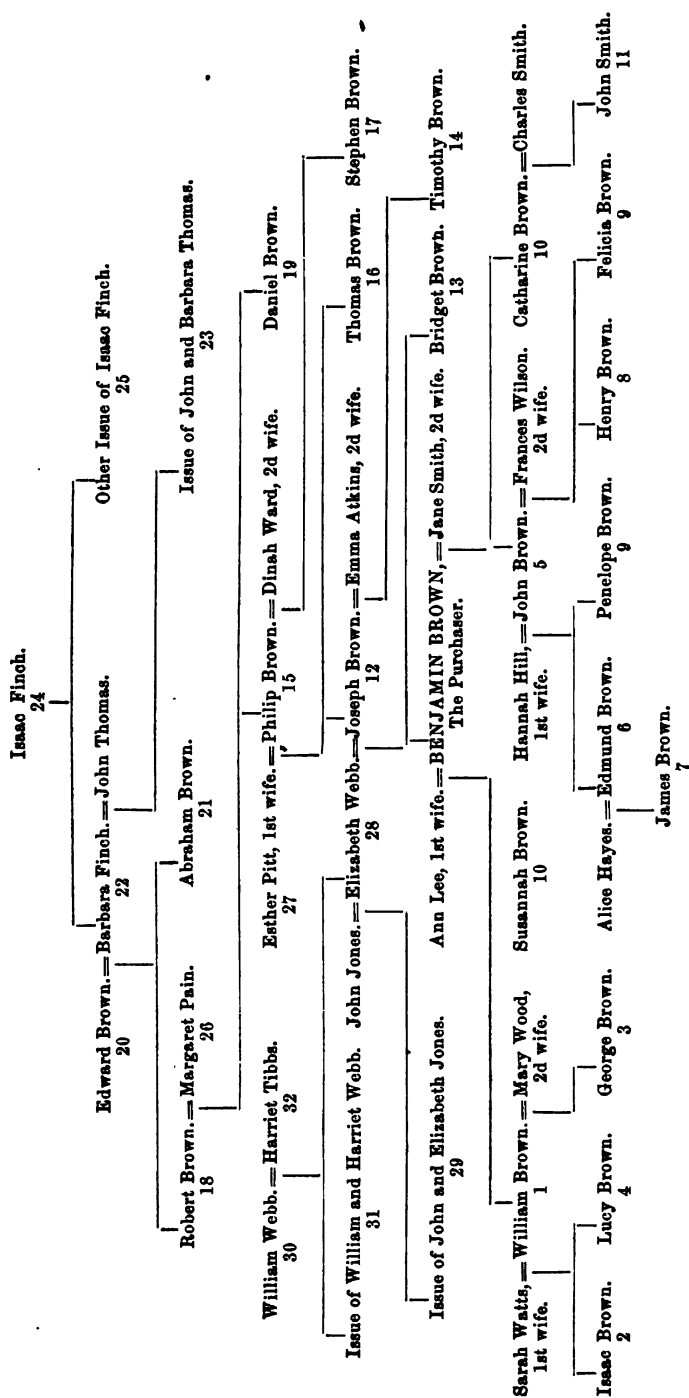 Isaac Finch.
24
Edward Brown.=Barbara Finch.=John Thomas.
20
22
Other Issue of Isaac Finch.
25
Robert Brown.=Margaret Pain.
18
26
Abraham Brown.
21
Issue of John and Barbara Thomas.
23
William Webb.=Harriet Tibbs.
30
32
Esther Pitt, 1st wife.=Philip Brown.=Dinah Ward, 2d wife.
27
15
Daniel Brown.
19
Issue of William and Harriet Webb.
31
John Jones.=Elizabeth Webb.=Joseph Brown.=Emma Atkins, 2d wife.
28
12
Thomas Brown.
16
Stephen Brown.
17
Issue of John and Elizabeth Jones.
29
Ann Lee, 1st wife.=BENJAMIN BROWN,=Jane Smith, 2d wife.
The Purchaser.
Bridget Brown.
13
Timothy Brown.
14
Sarah Watts,=William Brown.=Mary Wood,
1st wife.
1
2d wife.
Susannah Brown.
10
Hannah Hill,=John Brown.=Frances Wilson.
1st wife.
5
2d wife.
Catharine Brown.=Charles Smith.
10
Isaac Brown.
2
Lucy Brown.
4
George Brown.
3
Alice Hayes.=Edmund Brown.
6
Penelope Brown.
9
Henry Brown.
8
Felicia Brown.
9
John Smith.
11
James Brown.
7